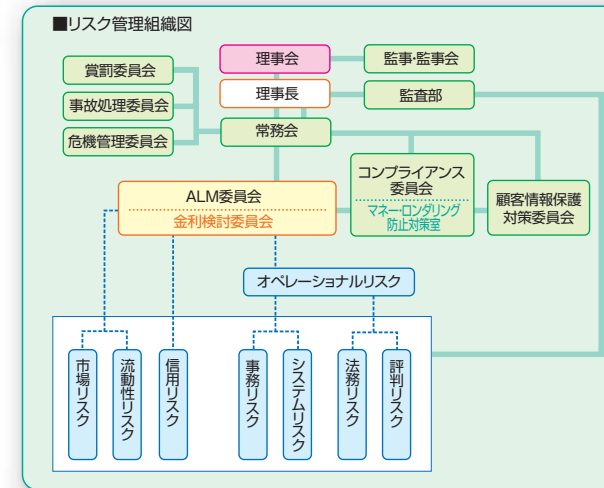 ■リスク管理組織図
理事会
監事・監事会
賞罰委員会
理事長
監査部
事故処理委員会
常務会
危機管理委員会
コンプライアンス
委員会
マネー・ロンダリング
防止対策室
ALM委員会
金利検討委員会
顧客情報保護
対策委員会
オペレーショナルリスク
市場リスク
流動性リスク
信用リスク
事務リスク
システムリスク
法務リスク
評判リスク